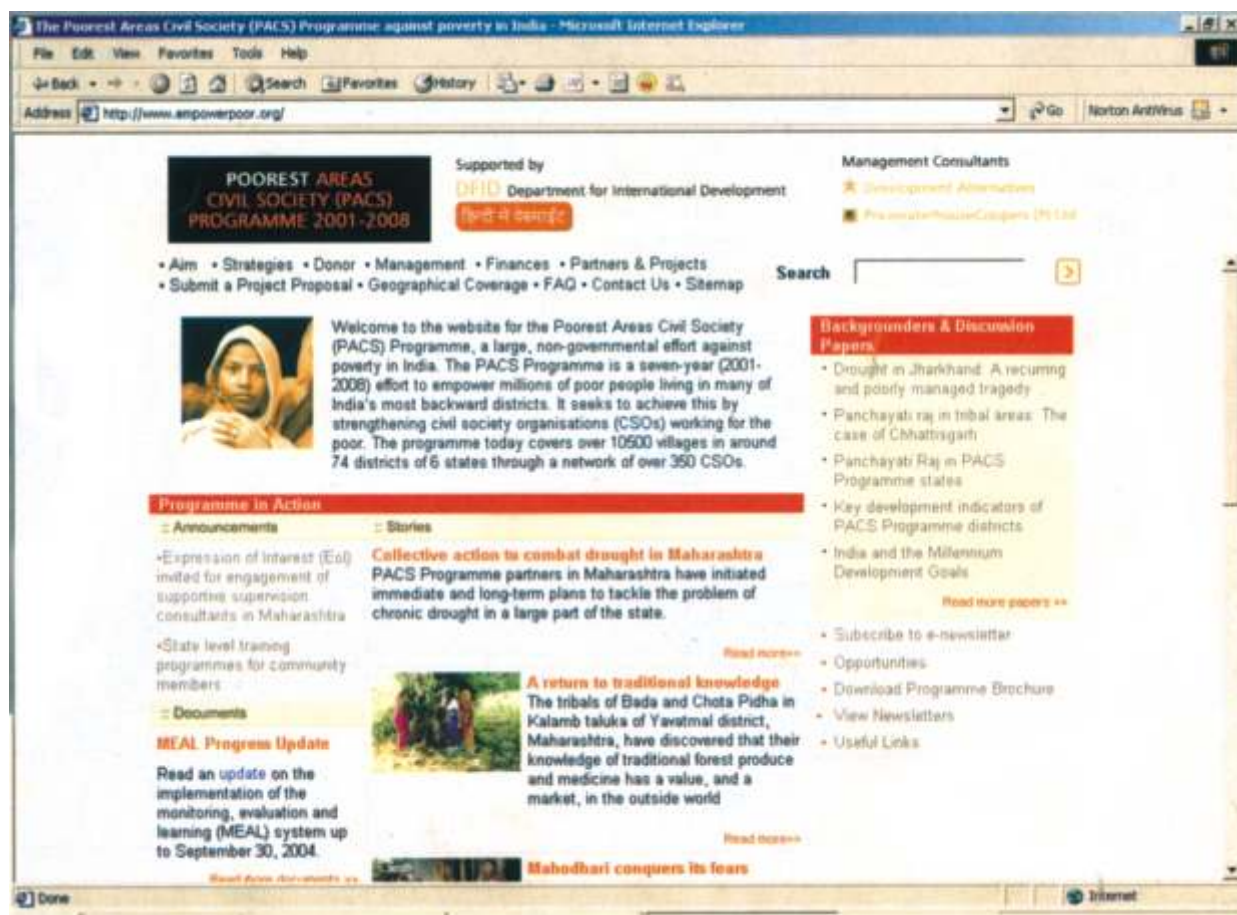 The Poorest Areas Civil Society (PACS) Programme against poverty in India - Microsoft Internet Explorer
File Edit View Favorites Tools Help
Back Search Favorites History
Address http://www.empowerpoor.org/ Go Norton AntiVirus
POOREST AREAS
CIVIL SOCIETY (PACS)
PROGRAMME 2001-2008
Supported by
DFID Department for International Development
हिन्दी में वेबसाईट
Management Consultants
Development Alternatives
PricewaterhouseCoopers (P) Ltd
• Aim • Strategies • Donor • Management • Finances • Partners & Projects
• Submit a Project Proposal • Geographical Coverage • FAQ • Contact Us • Sitemap
Search
Welcome to the website for the Poorest Areas Civil Society
(PACS) Programme, a large, non-governmental effort against
poverty in India. The PACS Programme is a seven-year (2001-
2008) effort to empower millions of poor people living in many of
India's most backward districts. It seeks to achieve this by
strengthening civil society organisations (CSOs) working for the
poor. The programme today covers over 10500 villages in around
74 districts of 6 states through a network of over 350 CSOs.
Programme in Action
:: Announcements
•Expression of Interest (EoI)
invited for engagement of
supportive supervision
consultants in Maharashtra
•State level training
programmes for community
members
:: Documents
MEAL Progress Update
Read an update on the
implementation of the
monitoring, evaluation and
learning (MEAL) system up
to September 30, 2004.
Read more documents >>
:: Stories
Collective action to combat drought in Maharashtra
PACS Programme partners in Maharashtra have initiated
immediate and long-term plans to tackle the problem of
chronic drought in a large part of the state.
Read more>>
A return to traditional knowledge
The tribals of Bada and Chota Pidha in
Kalamb taluka of Yavatmal district,
Maharashtra, have discovered that their
knowledge of traditional forest produce
and medicine has a value, and a
market, in the outside world
Read more>>
Mahodhari conquers its fears
Backgrounders & Discussion
Papers
• Drought in Jharkhand: A recurring
and poorly managed tragedy
• Panchayati raj in tribal areas: The
case of Chhattisgarh
• Panchayati Raj in PACS
Programme states
• Key development indicators of
PACS Programme districts
• India and the Millennium
Development Goals
Read more papers >>
• Subscribe to e-newsletter
• Opportunities
• Download Programme Brochure
• View Newsletters
• Useful Links
Done Internet